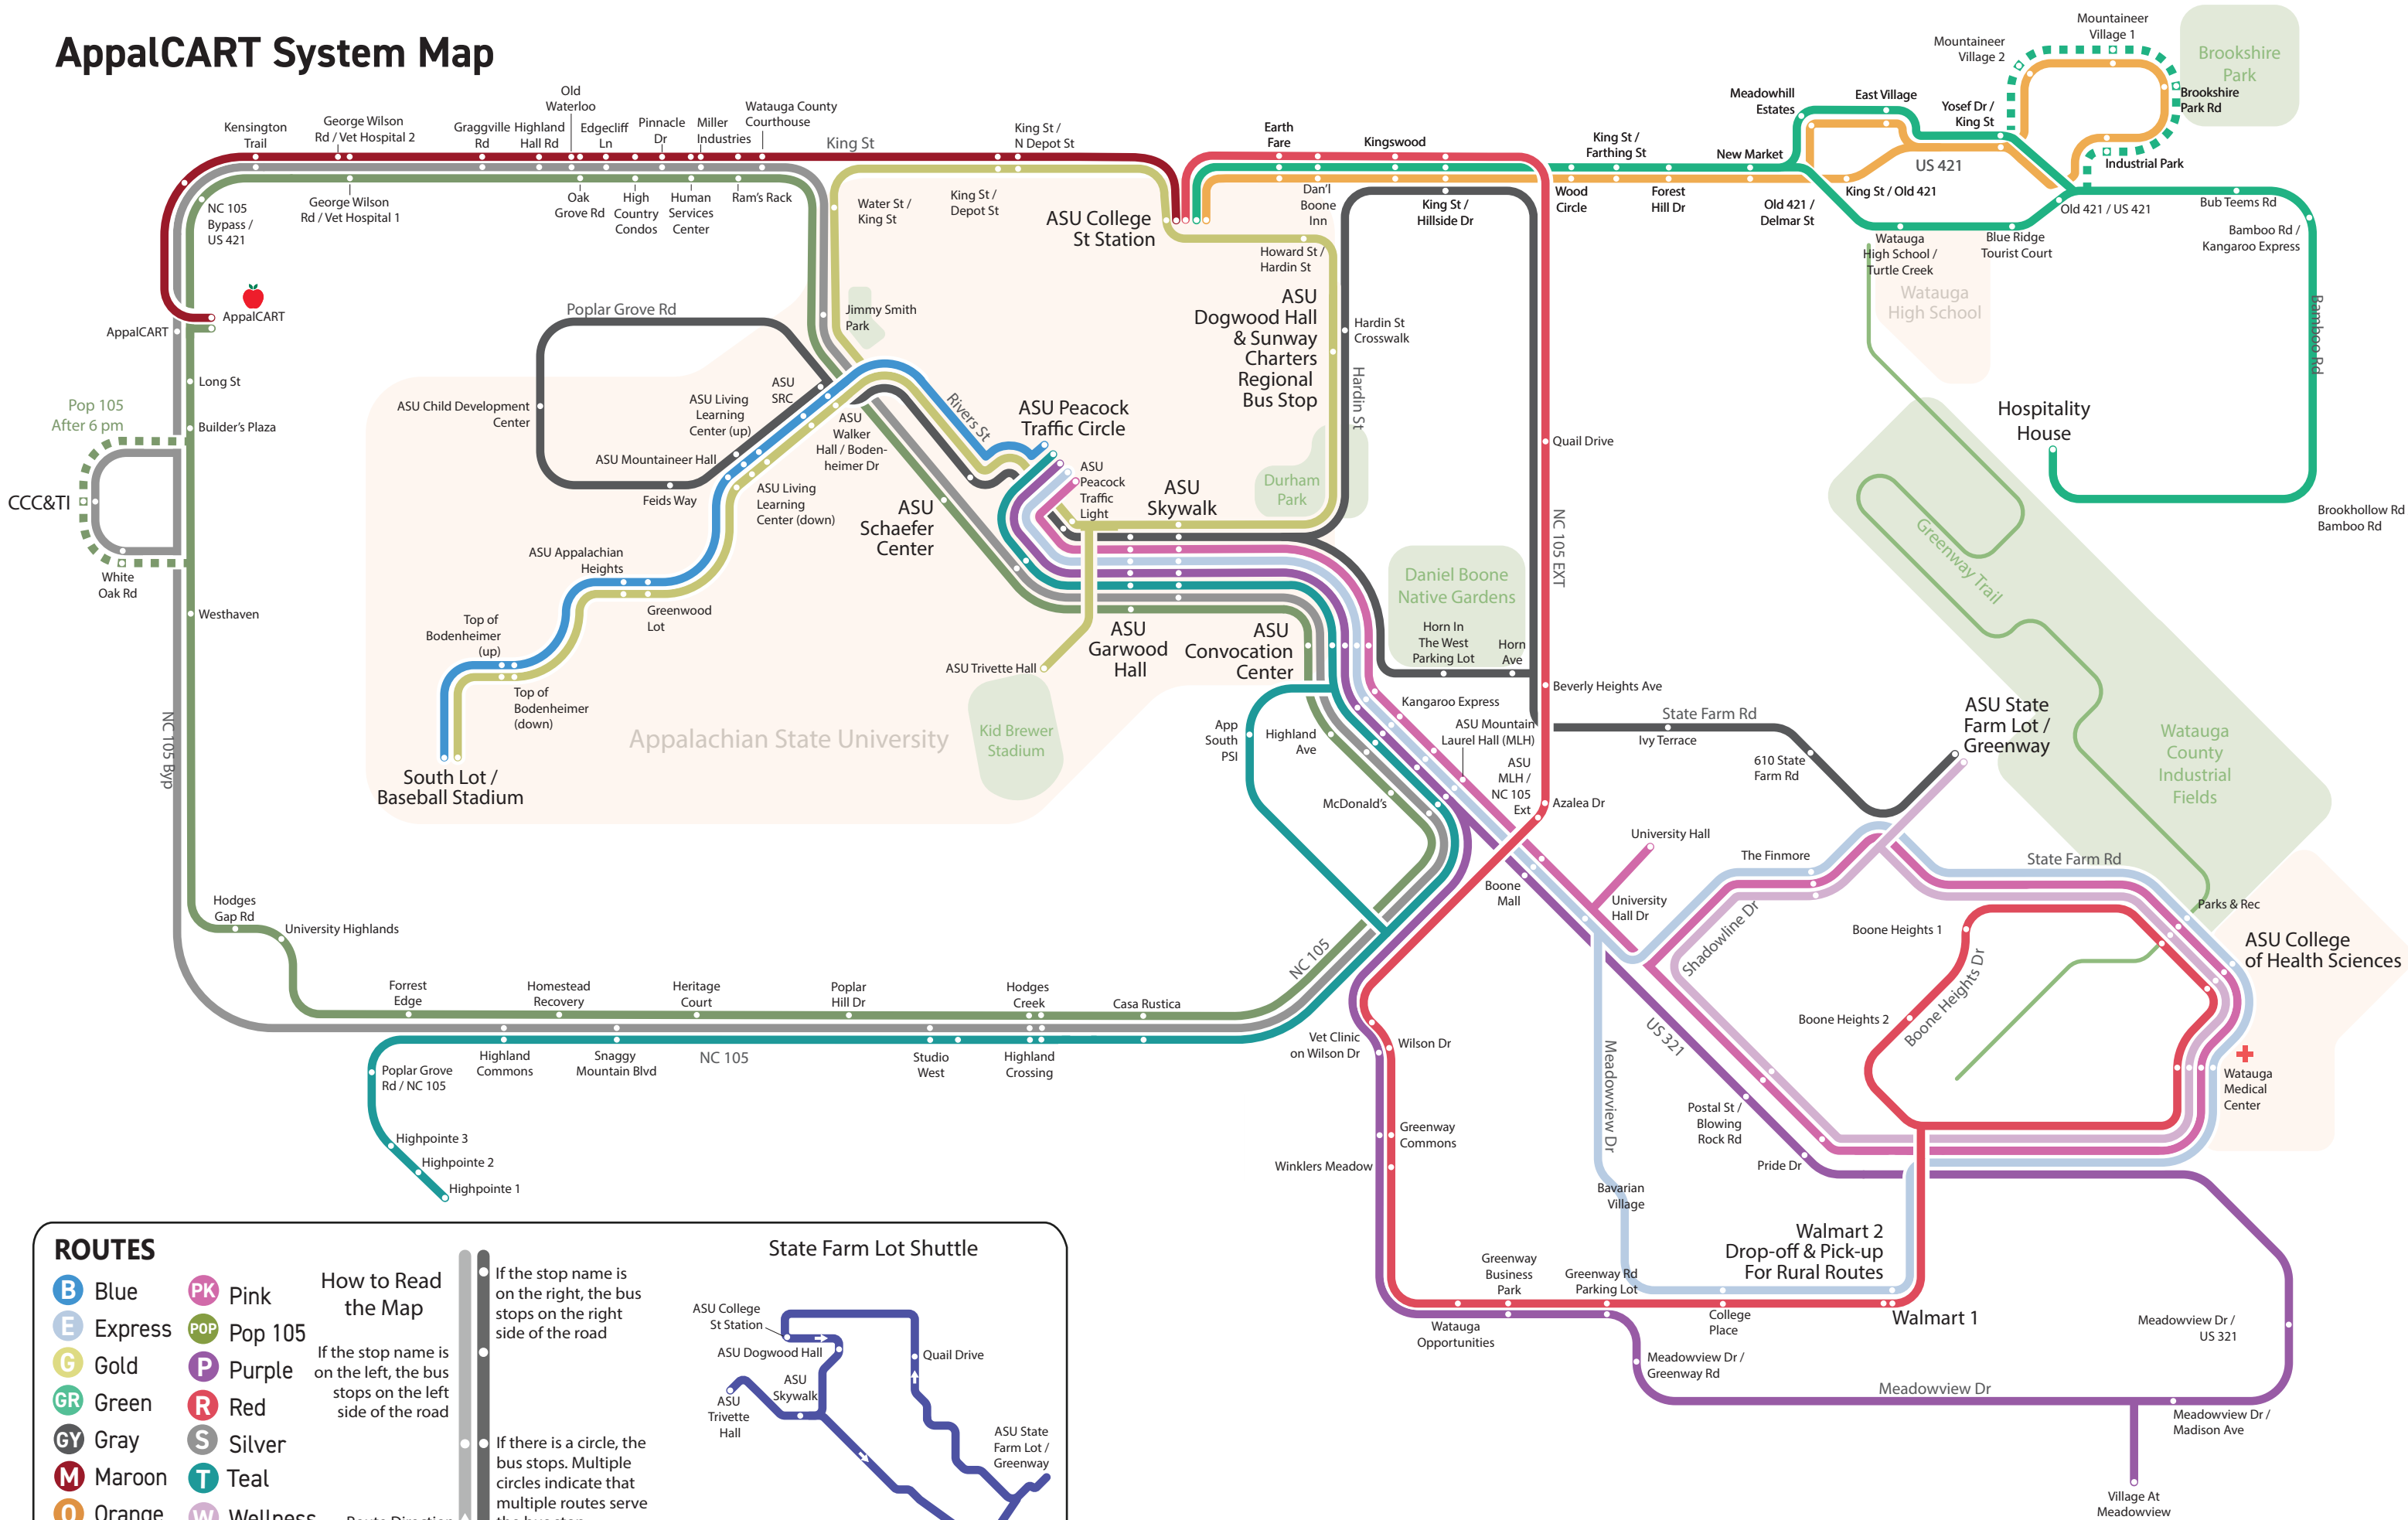 AppalCART System Map
Kensington
Trail
George Wilson
Rd / Vet Hospital 2
Graggville
Rd
Highland
Hall Rd
Old
Waterloo
Edgecliff
Ln
Pinnacle
Dr
Miller
Industries
Watauga County
Courthouse
King St
King St /
N Depot St
Earth
Fare
Kingswood
King St /
Farthing St
New Market
Meadowhill
Estates
East Village
Yosef Dr /
King St
Mountaineer
Village 2
Mountaineer
Village 1
Brookshire
Park
Brookshire
Park Rd
Industrial Park
US 421
NC 105
Bypass /
US 421
George Wilson
Rd / Vet Hospital 1
Oak
Grove Rd
High
Country
Condos
Human
Services
Center
Ram's Rack
Water St /
King St
King St /
Depot St
ASU College
St Station
Dan'l
Boone
Inn
King St /
Hillside Dr
Wood
Circle
Forest
Hill Dr
Old 421 /
Delmar St
King St / Old 421
Old 421 / US 421
Bub Teems Rd
Bamboo Rd /
Kangaroo Express
Watauga
High School /
Turtle Creek
Blue Ridge
Tourist Court
Watauga
High School
Howard St /
Hardin St
AppalCART
AppalCART
Poplar Grove Rd
Jimmy Smith
Park
ASU
Dogwood Hall
& Sunway
Charters
Regional
Bus Stop
Hardin St
Crosswalk
Hardin St
Bamboo Rd
Long St
Pop 105
After 6 pm
Builder's Plaza
ASU Child Development
Center
ASU
SRC
ASU Living
Learning
Center (up)
ASU Mountaineer Hall
Feids Way
ASU
Walker
Hall / Boden-
heimer Dr
ASU Living
Learning
Center (down)
Rivers St
ASU Peacock
Traffic Circle
ASU
Peacock
Traffic
Light
ASU
Skywalk
Durham
Park
Quail Drive
Hospitality
House
Brookhollow Rd
Bamboo Rd
CCC&TI
White
Oak Rd
ASU
Schaefer
Center
NC 105 EXT
Greenway Trail
ASU Appalachian
Heights
Greenwood
Lot
Westhaven
Top of
Bodenheimer
(up)
Top of
Bodenheimer
(down)
ASU Trivette Hall
ASU
Garwood
Hall
ASU
Convocation
Center
Daniel Boone
Native Gardens
Horn In
The West
Parking Lot
Horn
Ave
Beverly Heights Ave
Kangaroo Express
ASU Mountain
Laurel Hall (MLH)
ASU
MLH /
NC 105
Ext
State Farm Rd
Ivy Terrace
610 State
Farm Rd
ASU State
Farm Lot /
Greenway
Watauga
County
Industrial
Fields
NC 105 Byp
South Lot /
Baseball Stadium
Appalachian State University
Kid Brewer
Stadium
App
South
PSI
Highland
Ave
McDonald's
Azalea Dr
University Hall
Boone
Mall
University
Hall Dr
The Finmore
State Farm Rd
Shadowline Dr
Parks & Rec
Boone Heights 1
Boone Heights 2
Boone Heights Dr
ASU College
of Health Sciences
Watauga
Medical
Center
Hodges
Gap Rd
University Highlands
Forrest
Edge
Homestead
Recovery
Heritage
Court
Poplar
Hill Dr
Hodges
Creek
Casa Rustica
NC 105
Highland
Commons
Snaggy
Mountain Blvd
NC 105
Studio
West
Highland
Crossing
Poplar Grove
Rd / NC 105
Highpointe 3
Highpointe 2
Highpointe 1
Vet Clinic
on Wilson Dr
Wilson Dr
Greenway
Commons
Winklers Meadow
US 321
Meadowview Dr
Postal St /
Blowing
Rock Rd
Pride Dr
Bavarian
Village
Walmart 2
Drop-off & Pick-up
For Rural Routes
Walmart 1
Greenway
Business
Park
Greenway Rd
Parking Lot
Watauga
Opportunities
College
Place
Meadowview Dr /
Greenway Rd
Meadowview Dr /
US 321
Meadowview Dr
Meadowview Dr /
Madison Ave
Village At
Meadowview
ROUTES
B Blue
E Express
G Gold
GR Green
GY Gray
M Maroon
O Orange
PK Pink
POP Pop 105
P Purple
R Red
S Silver
T Teal
W Wellness
How to Read
the Map
If the stop name is
on the left, the bus
stops on the left
side of the road
Route Direction
If the stop name is
on the right, the bus
stops on the right
side of the road
If there is a circle, the
bus stops. Multiple
circles indicate that
multiple routes serve
the bus stop
State Farm Lot Shuttle
ASU College
St Station
ASU Dogwood Hall
ASU
Skywalk
ASU
Trivette
Hall
Quail Drive
ASU State
Farm Lot /
Greenway